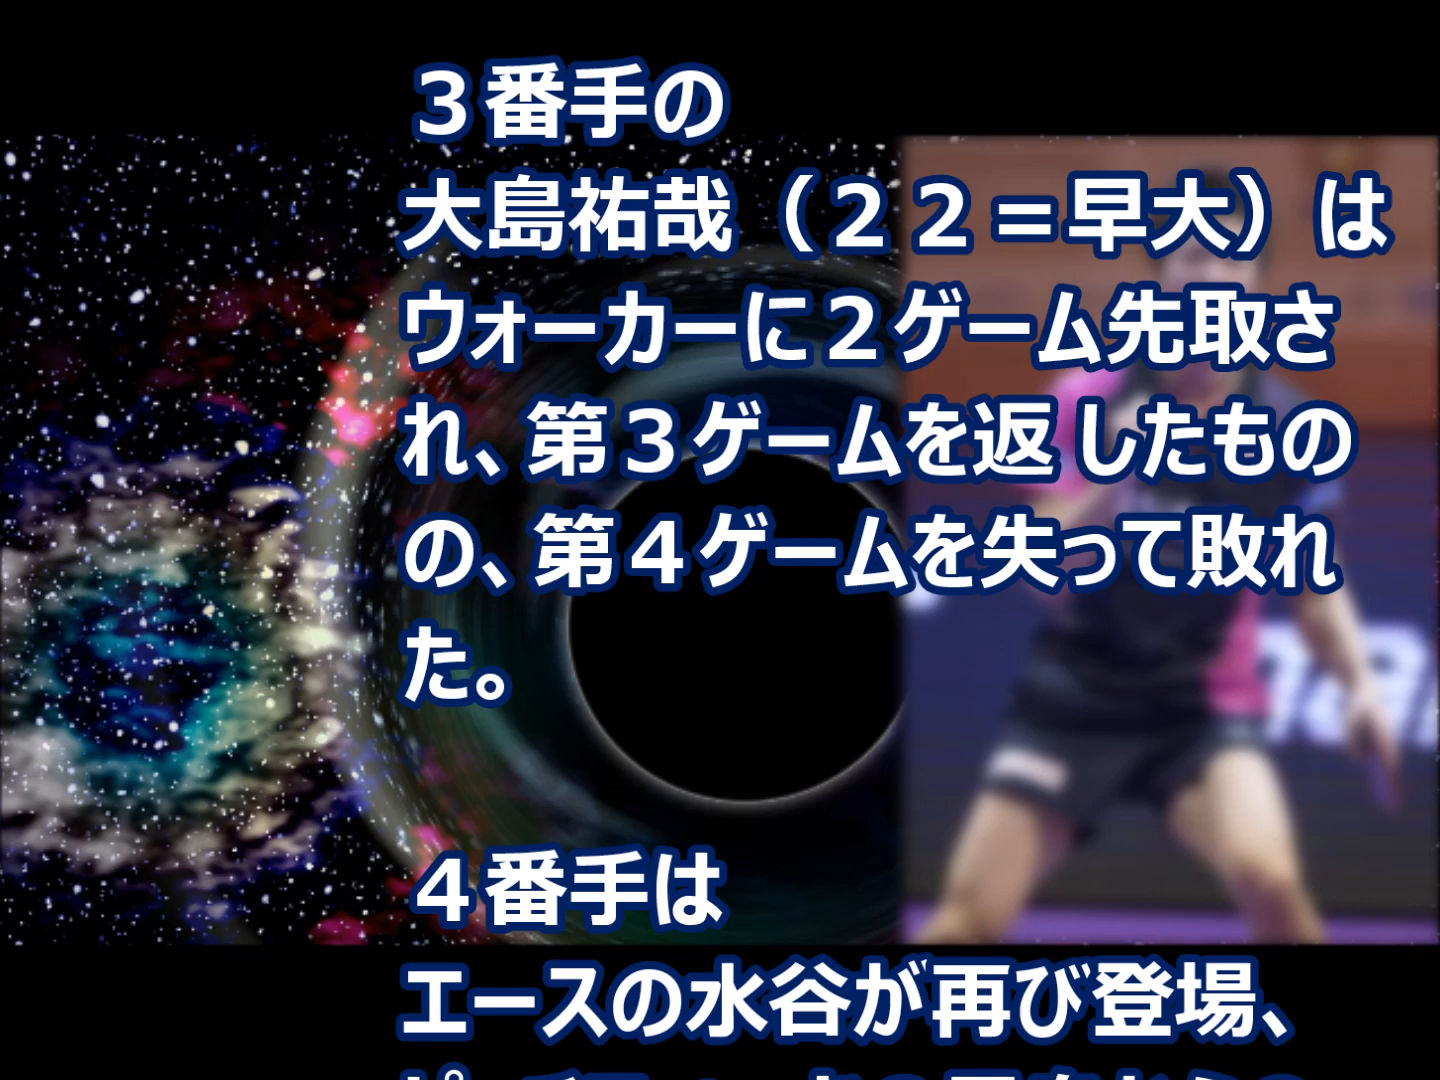 ３番手の
大島祐哉（２２＝早大）は
ウォーカーに２ゲーム先取さ
れ、第３ゲームを返 したもの
の、第４ゲームを失って敗れ
た。
４番手は
エースの水谷が再び登場、